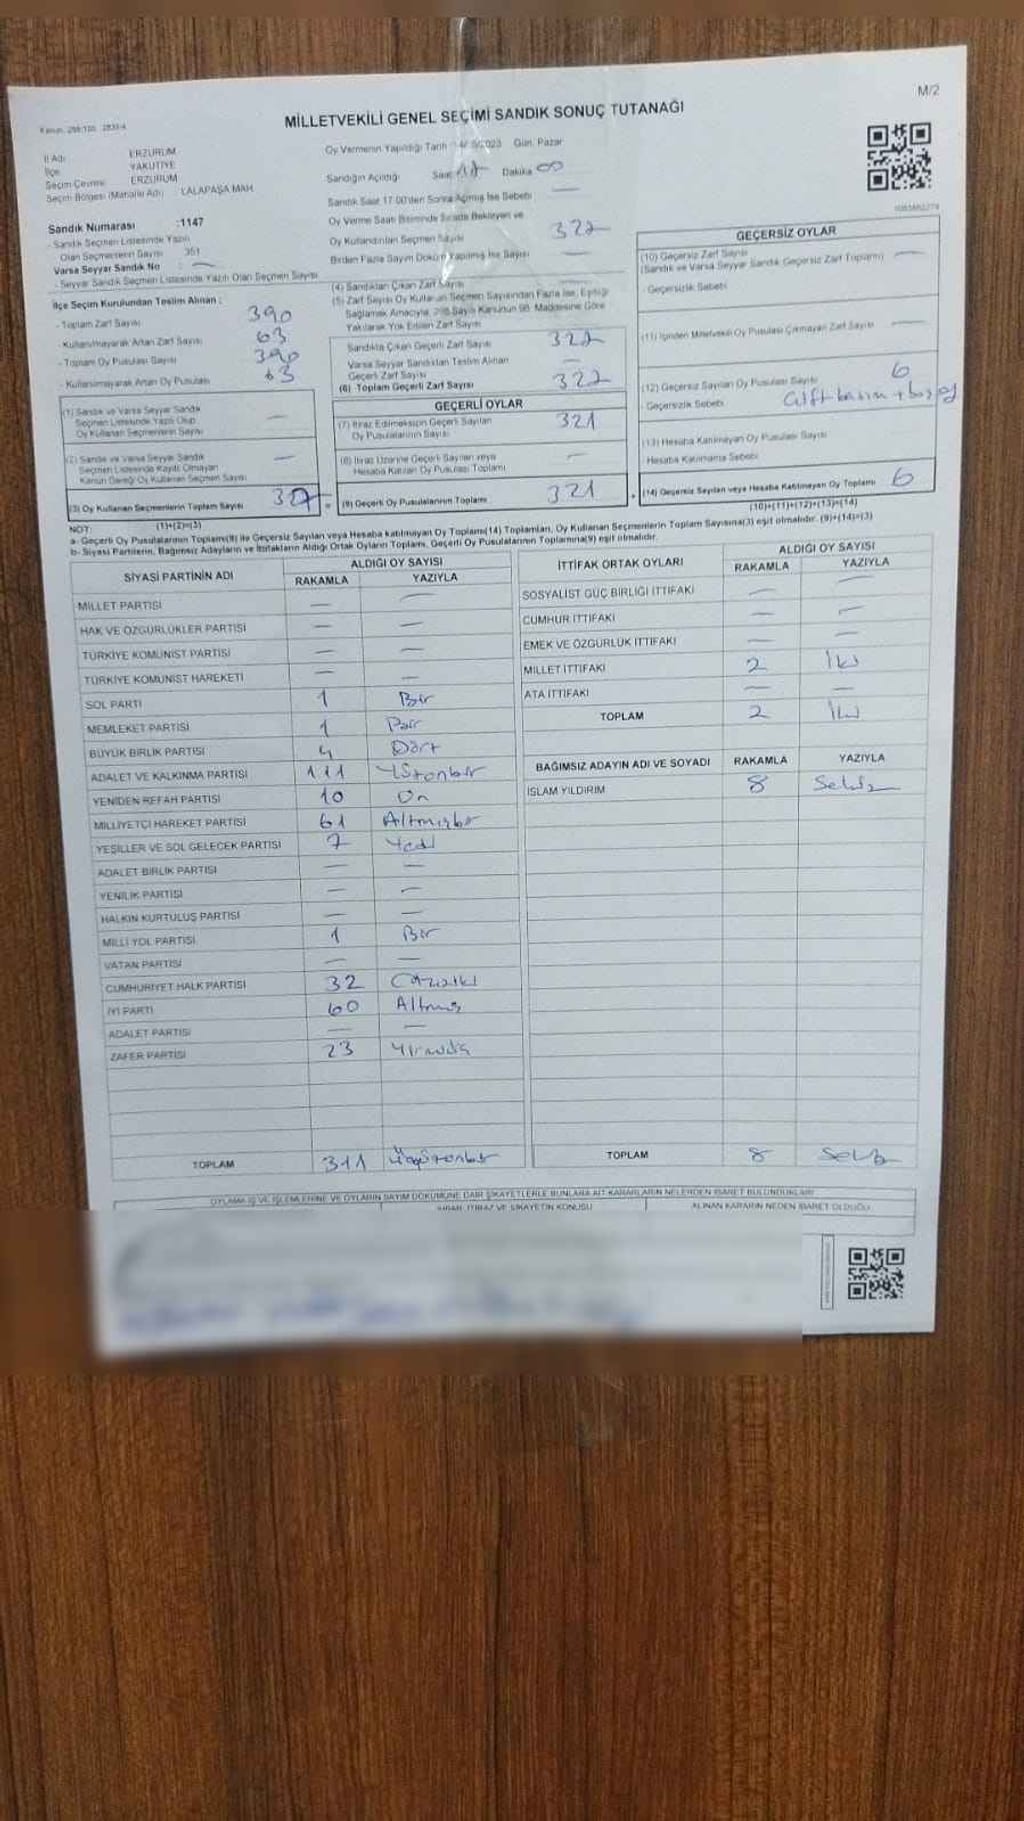 M/2
MİLLETVEKİLİ GENEL SEÇİMİ SANDIK SONUÇ TUTANAĞI
İl Adı ERZURUM
İlçe YAKUTİYE
Seçim Çevresi ERZURUM
Seçim Bölgesi (Mahalle Adı) LALAPAŞA MAH
Sandık Numarası :1147
- Sandık Seçmen Listesinde Yazılı
Olan Seçmenlerin Sayısı 351
Varsa Seyyar Sandık No : —
- Seyyar Sandık Seçmen Listesinde Yazılı Olan Seçmen Sayısı
Oy Vermenin Yapıldığı Tarih 14/5/2023 Gün. Pazar
Sandığın Açıldığı Saat Dakika 00
Sandık Saat 17.00'den Sonra Açılmış İse Sebebi —
Oy Verme Saati Bitiminde Sırada Bekleyen ve
Oy Kullandırılan Seçmen Sayısı 322
Birden Fazla Sayım Döküm Yapılmış İse Sayısı —
İlçe Seçim Kurulundan Teslim Alınan :
- Toplam Zarf Sayısı 390
- Kullanılmayarak Artan Zarf Sayısı 63
- Toplam Oy Pusulası Sayısı 390
- Kullanılmayarak Artan Oy Pusulası 63
(1) Sandık ve Varsa Seyyar Sandık
Seçmen Listesinde Yazılı Olup
Oy Kullanan Seçmenlerin Sayısı —
(2) Sandık ve Varsa Seyyar Sandık
Seçmen Listesinde Kayıtlı Olmayan
Kanun Gereği Oy Kullanan Seçmen Sayısı —
(3) Oy Kullanan Seçmenlerin Toplam Sayısı 327
(1)+(2)=(3)
(4) Sandıktan Çıkan Zarf Sayısı
(5) Zarf Sayısı Oy Kullanan Seçmen Sayısından Fazla İse, Eşitliği
Sağlamak Amacıyla, 298 Sayılı Kanunun 98. Maddesine Göre
Yakılarak Yok Edilen Zarf Sayısı
Sandıkta Çıkan Geçerli Zarf Sayısı 322
Varsa Seyyar Sandıktan Teslim Alınan
Geçerli Zarf Sayısı —
(6) Toplam Geçerli Zarf Sayısı 322
GEÇERLİ OYLAR
(7) İtiraz Edilmeksizin Geçerli Sayılan
Oy Pusulalarının Sayısı 321
(8) İtiraz Üzerine Geçerli Sayılan veya
Hesaba Katılan Oy Pusulası Toplamı —
(9) Geçerli Oy Pusulalarının Toplamı 321
GEÇERSİZ OYLAR
(10) Geçersiz Zarf Sayısı —
(Sandık ve Varsa Seyyar Sandık Geçersiz Zarf Toplamı)
- Geçersizlik Sebebi
(11) İçinden Milletvekili Oy Pusulası Çıkmayan Zarf Sayısı —
(12) Geçersiz Sayılan Oy Pusulası Sayısı 6
- Geçersizlik Sebebi
(13) Hesaba Katılmayan Oy Pusulası Sayısı
Hesaba Katılmama Sebebi
(14) Geçersiz Sayılan veya Hesaba Katılmayan Oy Toplamı 6
(10)+(11)+(12)+(13)=(14)
NOT:
a- Geçerli Oy Pusulalarının Toplamı(9) ile Geçersiz Sayılan veya Hesaba katılmayan Oy Toplamı(14) Toplamları, Oy Kullanan Seçmenlerin Toplam Sayısına(3) eşit olmalıdır. (9)+(14)=(3)
b- Siyasi Partilerin, Bağımsız Adayların ve İttifakların Aldığı Ortak Oyların Toplamı, Geçerli Oy Pusulalarının Toplamına(9) eşit olmalıdır.
SİYASİ PARTİNİN ADI ALDIĞI OY SAYISI
RAKAMLA YAZIYLA
MİLLET PARTİSİ — —
HAK VE ÖZGÜRLÜKLER PARTİSİ — —
TÜRKİYE KOMÜNİST PARTİSİ — —
TÜRKİYE KOMÜNİST HAREKETİ — —
SOL PARTİ 1 Bir
MEMLEKET PARTİSİ 1 Bir
BÜYÜK BİRLİK PARTİSİ 4 Dört
ADALET VE KALKINMA PARTİSİ 111 Yüzonbir
YENİDEN REFAH PARTİSİ 10 On
MİLLİYETÇİ HAREKET PARTİSİ 61 Altmışbir
YEŞİLLER VE SOL GELECEK PARTİSİ 7 Yedi
ADALET BİRLİK PARTİSİ — —
YENİLİK PARTİSİ — —
HALKIN KURTULUŞ PARTİSİ — —
MİLLİ YOL PARTİSİ 1 Bir
VATAN PARTİSİ — —
CUMHURİYET HALK PARTİSİ 32
İYİ PARTİ 60 Altmış
ADALET PARTİSİ — —
ZAFER PARTİSİ 23
TOPLAM 311 Üçyüzonbir
İTTİFAK ORTAK OYLARI ALDIĞI OY SAYISI
RAKAMLA YAZIYLA
SOSYALİST GÜÇ BİRLİĞİ İTTİFAKI — —
CUMHUR İTTİFAKI — —
EMEK VE ÖZGÜRLÜK İTTİFAKI — —
MİLLET İTTİFAKI 2 İki
ATA İTTİFAKI — —
TOPLAM 2 İki
BAĞIMSIZ ADAYIN ADI VE SOYADI RAKAMLA YAZIYLA
İSLAM YILDIRIM 8 Sekiz
TOPLAM 8 Sekiz
OYLAMA İŞ VE İŞLEMLERİNE VE OYLARIN SAYIM DÖKÜMÜNE DAİR ŞİKAYETLERLE BUNLARA AİT KARARLARIN NELERDEN İBARET BULUNDUKLARI
KARAR, İTİRAZ VE ŞİKAYETİN KONUSU ALINAN KARARIN NEDEN İBARET OLDUĞU